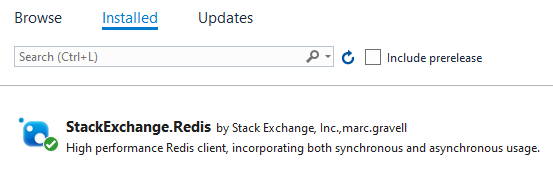 Browse Installed Updates
Search (Ctrl+L) Include prerelease
StackExchange.Redis by Stack Exchange, Inc.,marc.gravell
High performance Redis client, incorporating both synchronous and asynchronous usage.